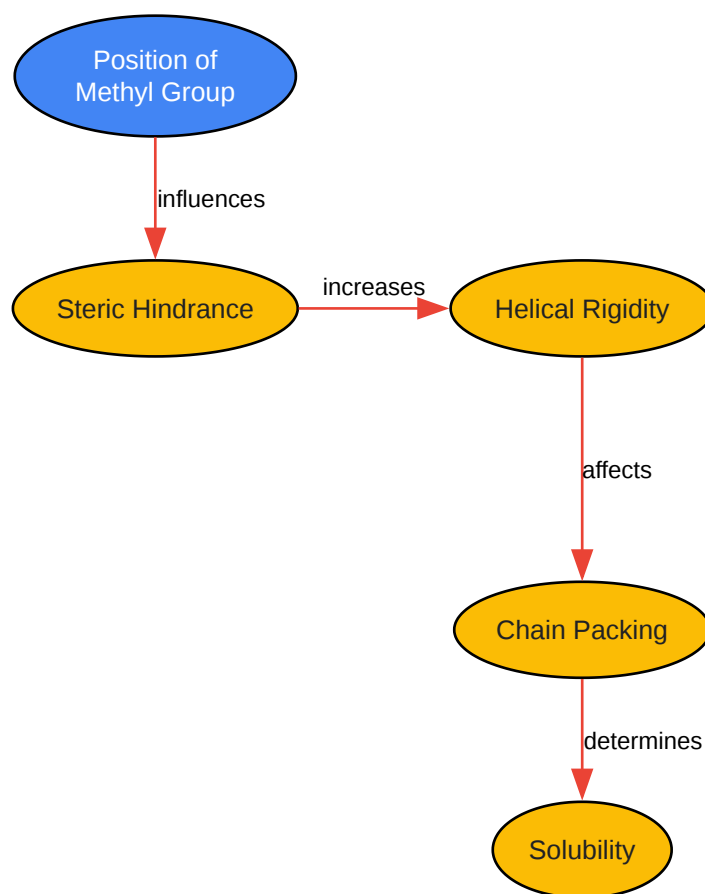 Position of
Methyl Group
influences
Steric Hindrance
increases
Helical Rigidity
affects
Chain Packing
determines
Solubility